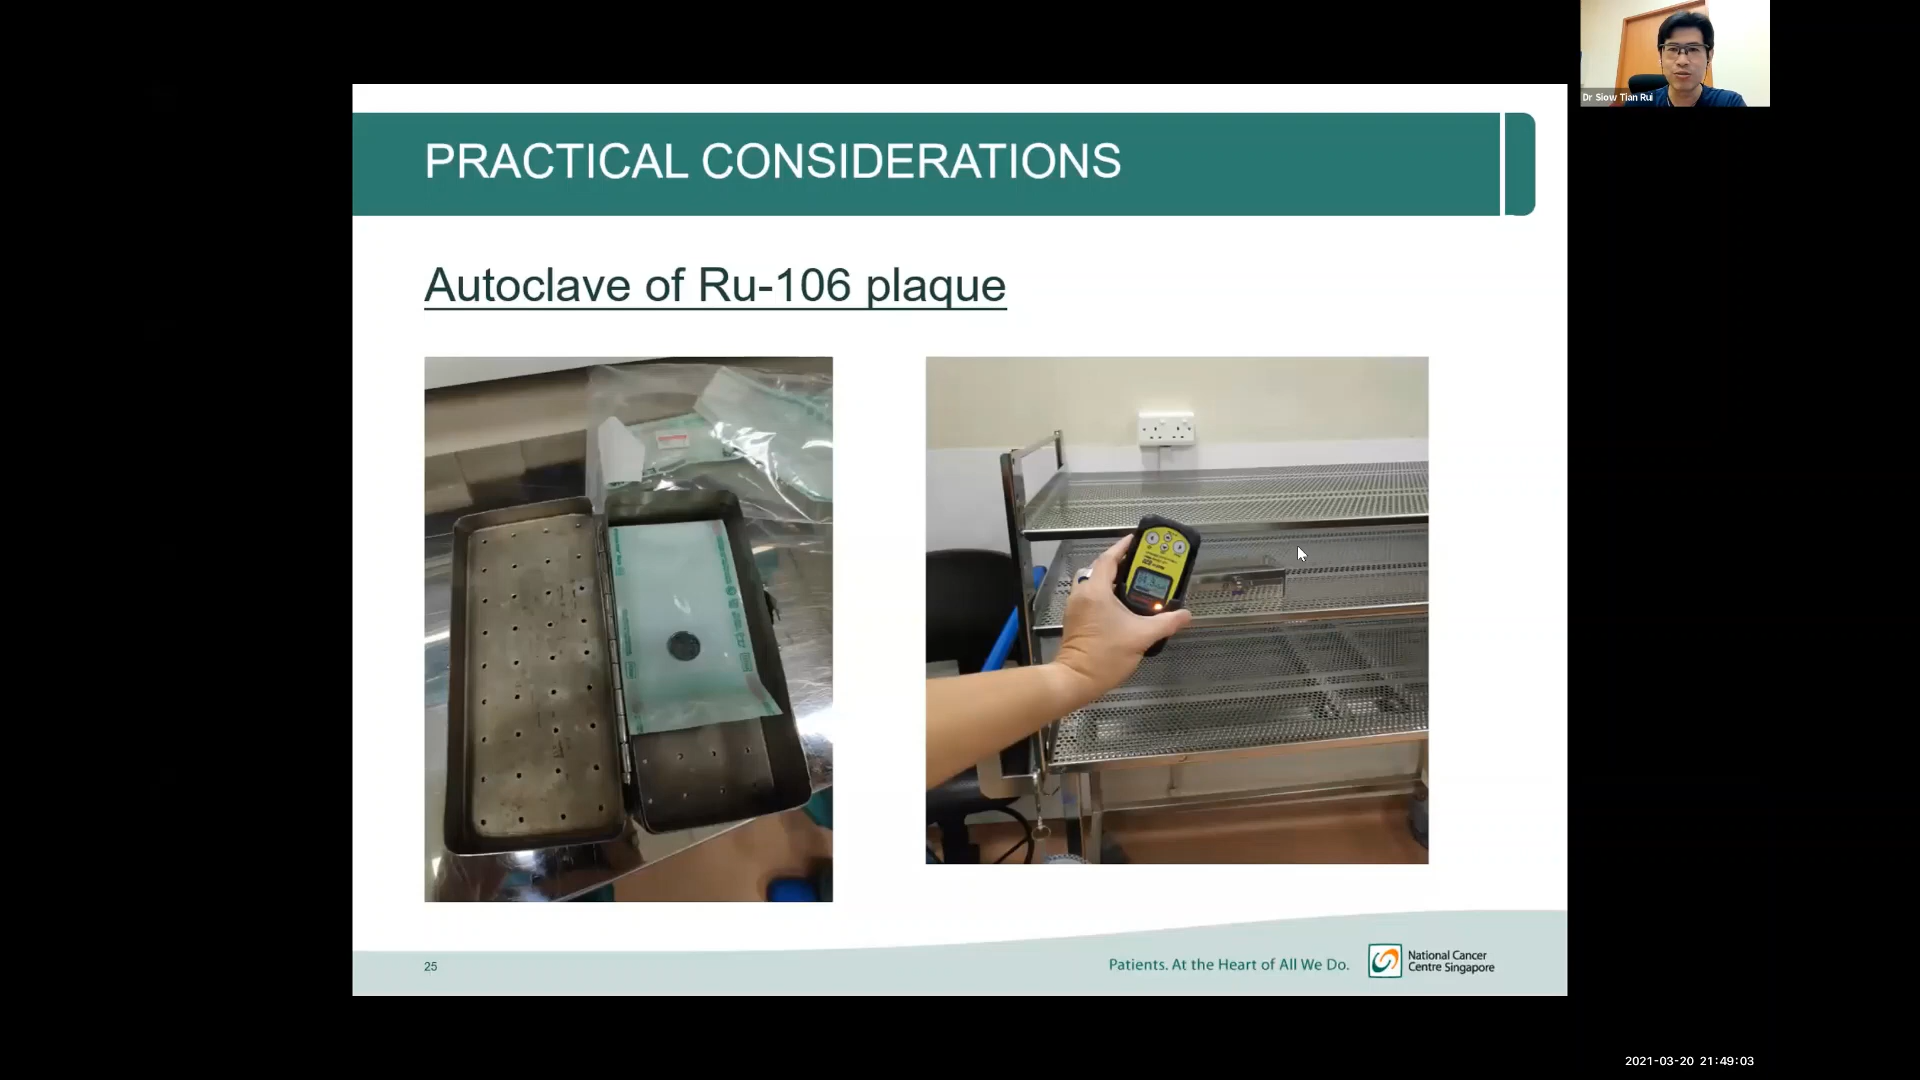 Dr Siow Tian Rui
PRACTICAL CONSIDERATIONS
Autoclave of Ru-106 plaque
25
Patients. At the Heart of All We Do.
National Cancer
Centre Singapore
2021-03-20 21:49:03